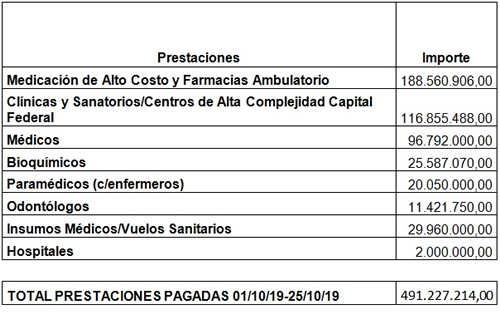 Prestaciones Importe
Medicación de Alto Costo y Farmacias Ambulatorio 188.560.906,00
Clínicas y Sanatorios/Centros de Alta Complejidad Capital
Federal 116.855.488,00
Médicos 96.792.000,00
Bioquímicos 25.587.070,00
Paramédicos (c/enfermeros) 20.050.000,00
Odontólogos 11.421.750,00
Insumos Médicos/Vuelos Sanitarios 29.960.000,00
Hospitales 2.000.000,00
TOTAL PRESTACIONES PAGADAS 01/10/19-25/10/19 491.227.214,00